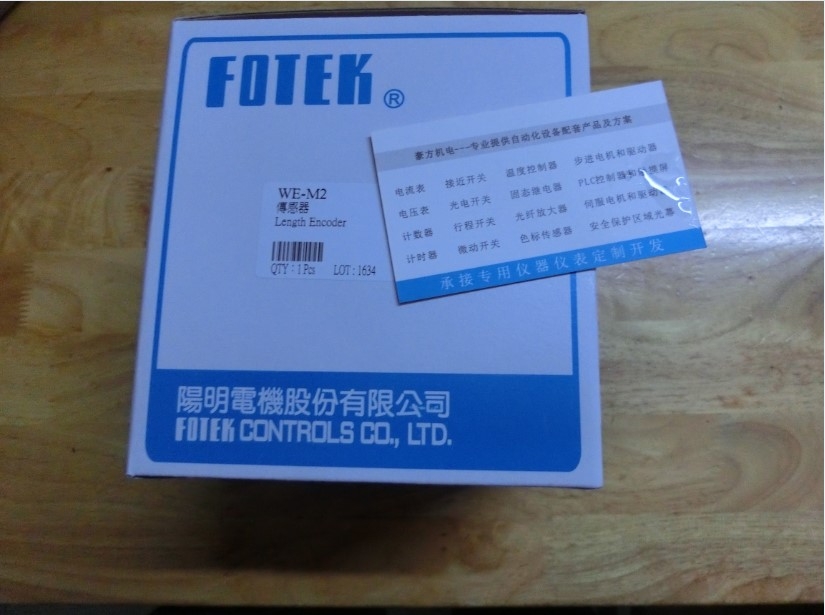 FOTEK ®
WE-M2
傳感器
Length Encoder
QTY：1 Pcs LOT : 1634
豪方机电---专业提供自动化设备配套产品及方案
电流表 接近开关 温度控制器 步进电机和驱动器
电压表 光电开关 固态继电器 PLC控制器和触摸屏
计数器 行程开关 光纤放大器 伺服电机和驱动
计时器 微动开关 色标传感器 安全保护区域光幕
承接专用仪器仪表定制开发
陽明電機股份有限公司
FOTEK CONTROLS CO., LTD.